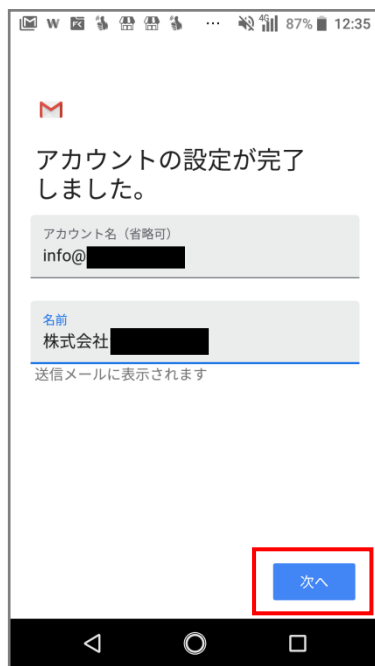 87% 12:35
アカウントの設定が完了
しました。
アカウント名（省略可）
info@
名前
株式会社
送信メールに表示されます
次へ